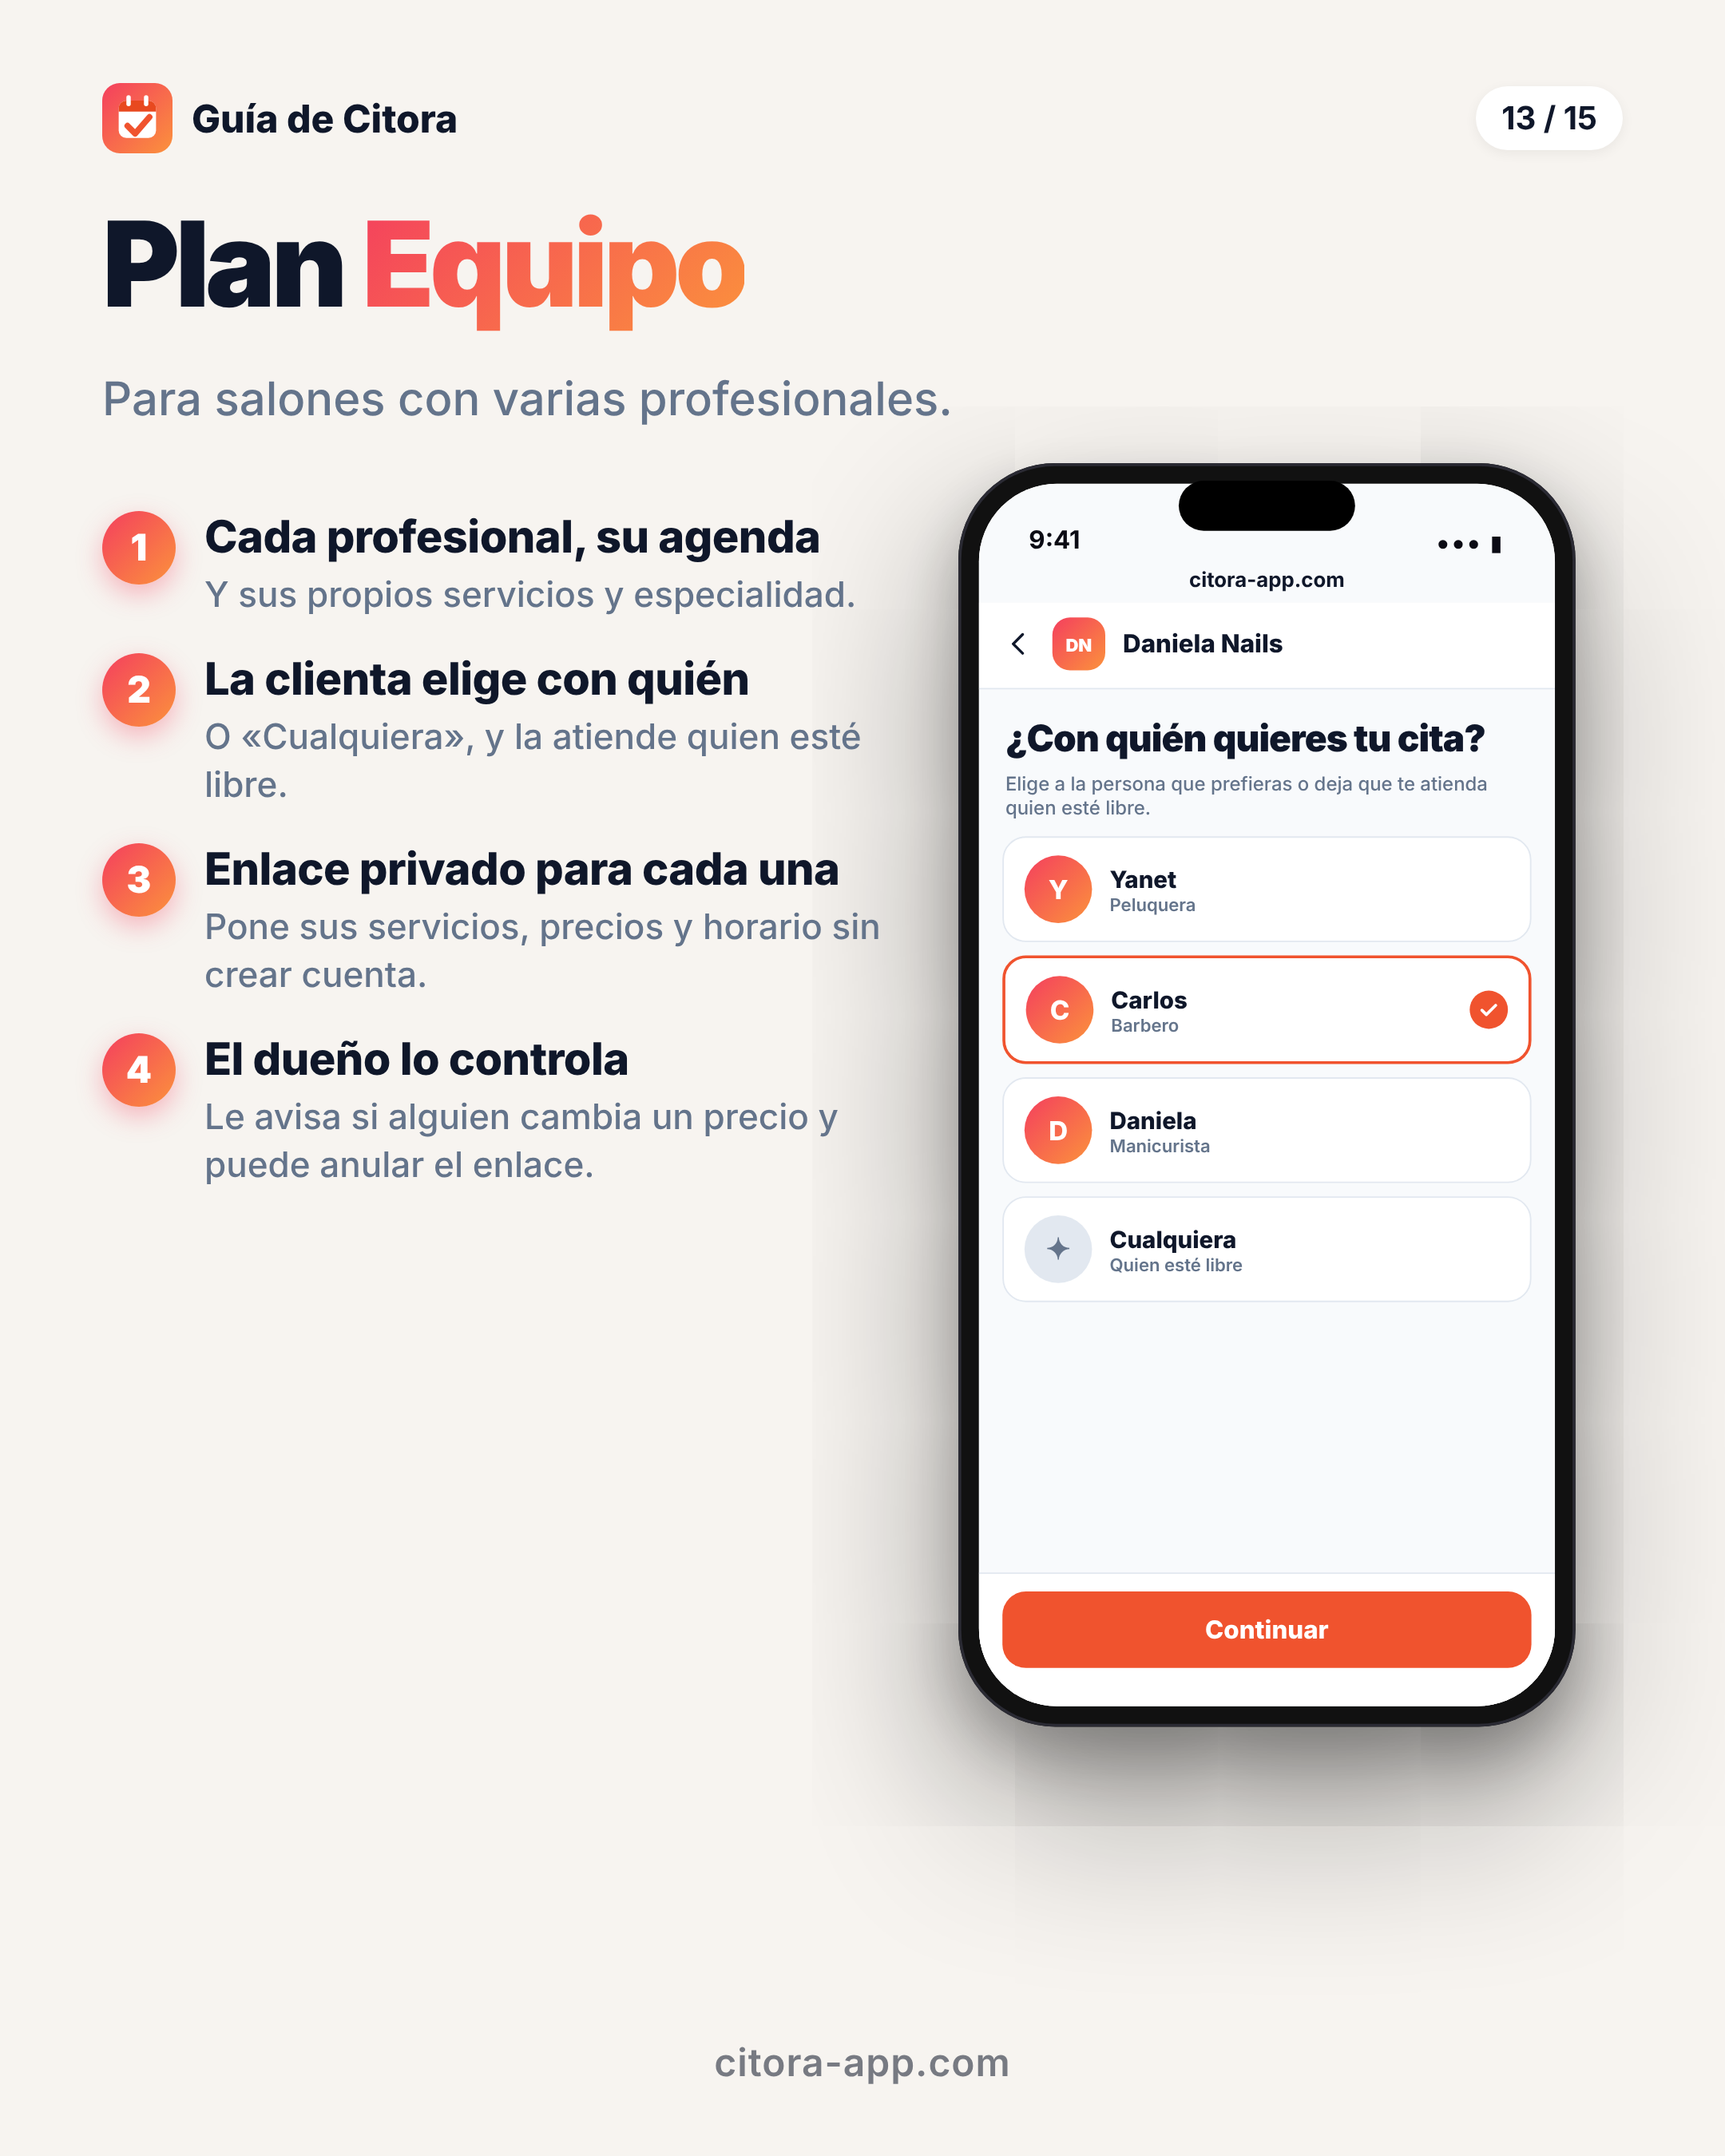 Guía de Citora
13 / 15
Plan Equipo
Para salones con varias profesionales.
1
Cada profesional, su agenda
Y sus propios servicios y especialidad.
2
La clienta elige con quién
O «Cualquiera», y la atiende quien esté
libre.
3
Enlace privado para cada una
Pone sus servicios, precios y horario sin
crear cuenta.
4
El dueño lo controla
Le avisa si alguien cambia un precio y
puede anular el enlace.
9:41
citora-app.com
DN
Daniela Nails
¿Con quién quieres tu cita?
Elige a la persona que prefieras o deja que te atienda
quien esté libre.
Y
Yanet
Peluquera
C
Carlos
Barbero
D
Daniela
Manicurista
Cualquiera
Quien esté libre
Continuar
citora-app.com